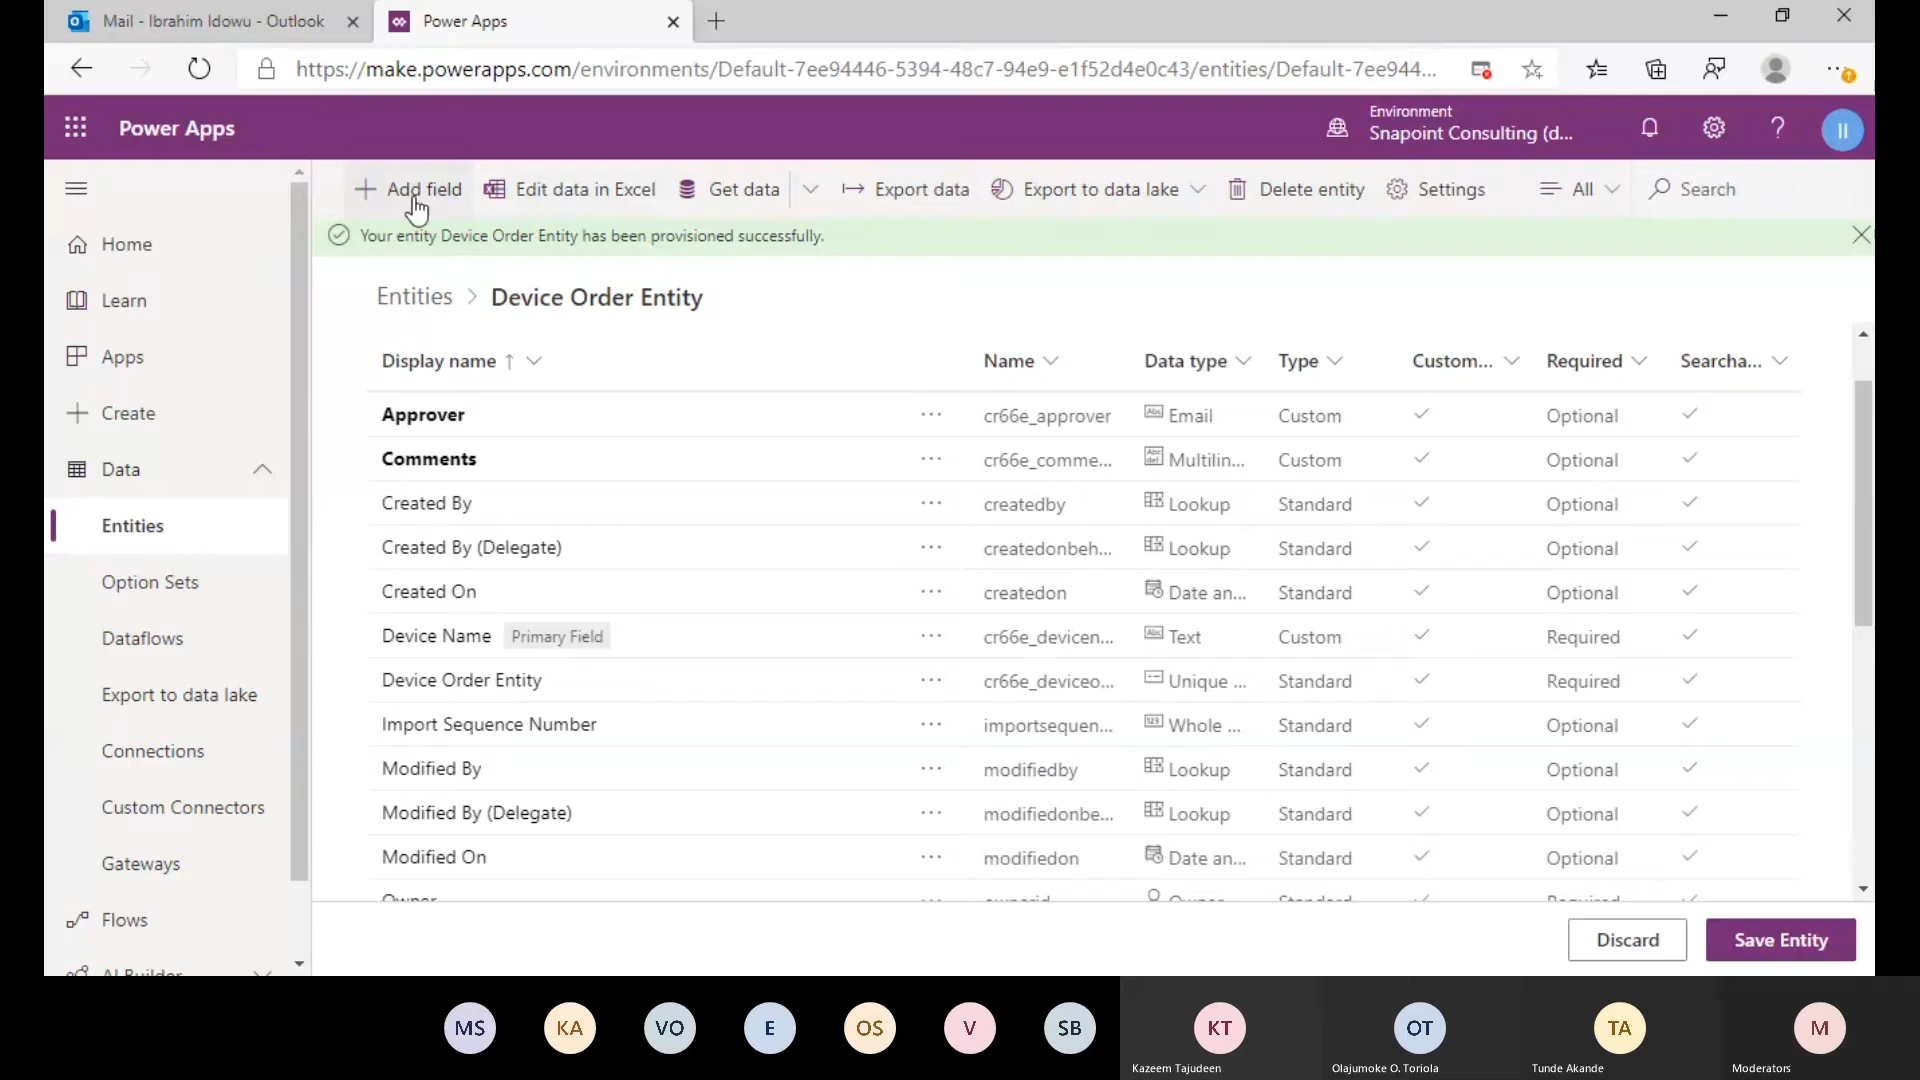 Mail - Ibrahim Idowu - Outlook
Power Apps
https://make.powerapps.com/environments/Default-7ee94446-5394-48c7-94e9-e1f52d4e0c43/entities/Default-7ee944...
Power Apps
Environment
Snapoint Consulting (d...
II
Add field
Edit data in Excel
Get data
Export data
Export to data lake
Delete entity
Settings
All
Search
Your entity Device Order Entity has been provisioned successfully.
Home
Learn
Apps
Create
Data
Entities
Option Sets
Dataflows
Export to data lake
Connections
Custom Connectors
Gateways
Flows
AI Builder
Entities > Device Order Entity
Display name ↑ Name Data type Type Custom... Required Searcha...
Approver ... cr66e_approver Email Custom Optional
Comments ... cr66e_comme... Multilin... Custom Optional
Created By ... createdby Lookup Standard Optional
Created By (Delegate) ... createdonbeh... Lookup Standard Optional
Created On ... createdon Date an... Standard Optional
Device Name Primary Field ... cr66e_devicen... Text Custom Required
Device Order Entity ... cr66e_deviceo... Unique ... Standard Required
Import Sequence Number ... importsequen... Whole ... Standard Optional
Modified By ... modifiedby Lookup Standard Optional
Modified By (Delegate) ... modifiedonbe... Lookup Standard Optional
Modified On ... modifiedon Date an... Standard Optional
Owner ... ownerid Owner Standard Required
Discard
Save Entity
MS
KA
VO
E
OS
V
SB
KT
OT
TA
M
Kazeem Tajudeen
Olajumoke O. Toriola
Tunde Akande
Moderators